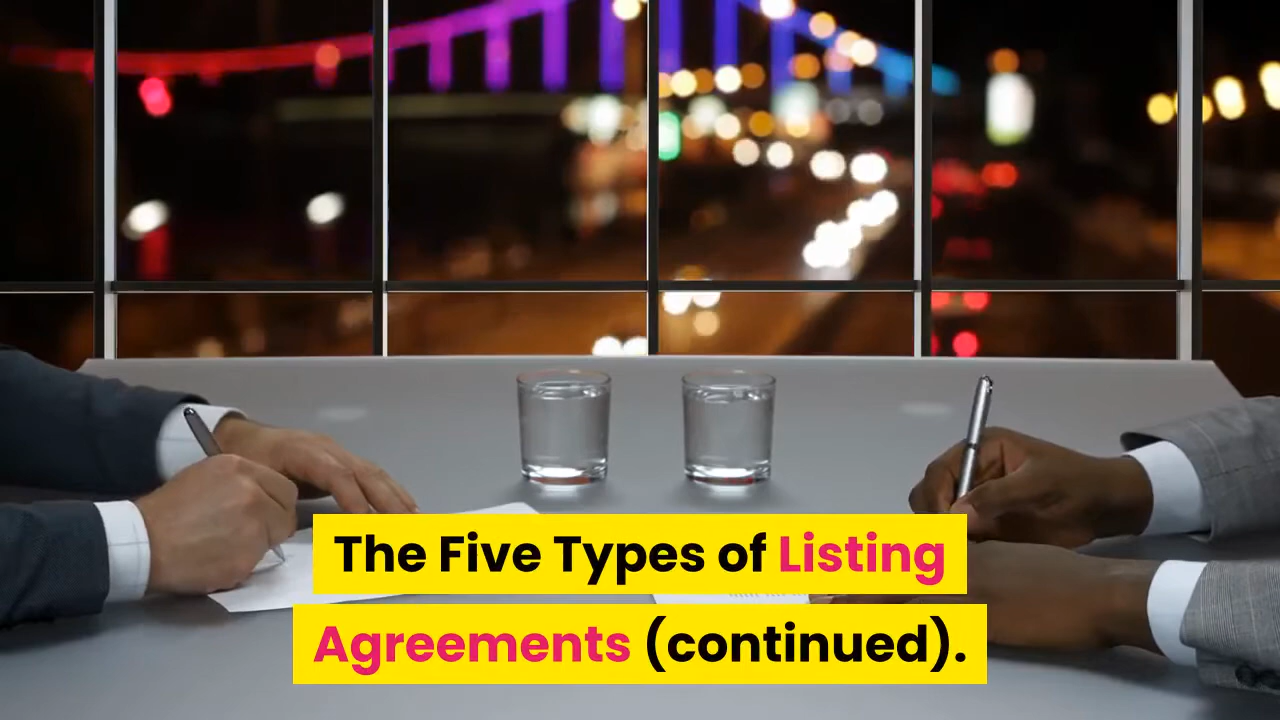 The Five Types of Listing
Agreements (continued).